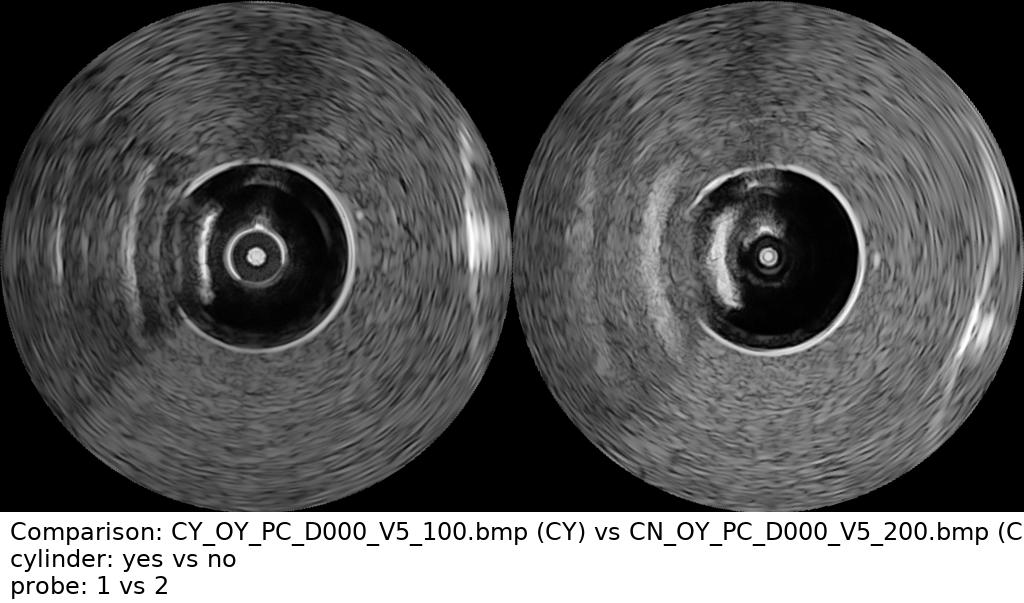 Comparison: CY_OY_PC_D000_V5_100.bmp (CY) vs CN_OY_PC_D000_V5_200.bmp (C
cylinder: yes vs no
probe: 1 vs 2